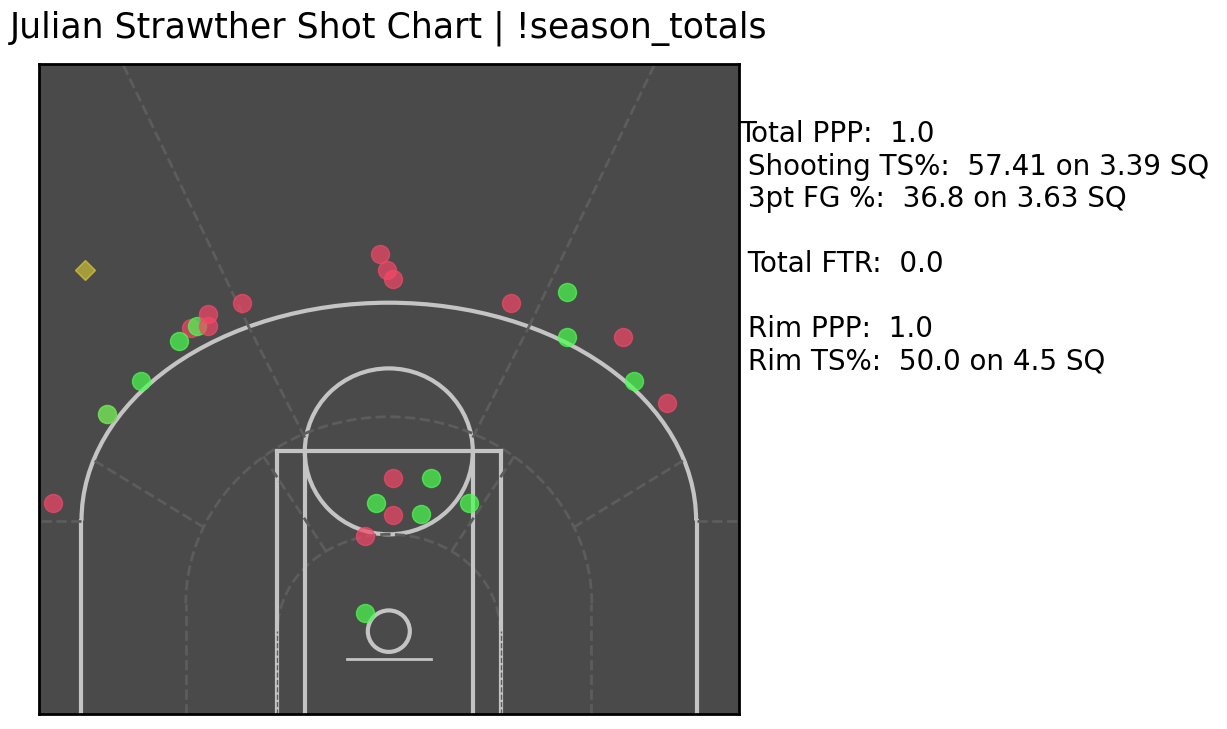 Julian Strawther Shot Chart | !season_totals
Total PPP:  1.0
Shooting TS%:  57.41 on 3.39 SQ
3pt FG %:  36.8 on 3.63 SQ
Total FTR:  0.0
Rim PPP:  1.0
Rim TS%:  50.0 on 4.5 SQ